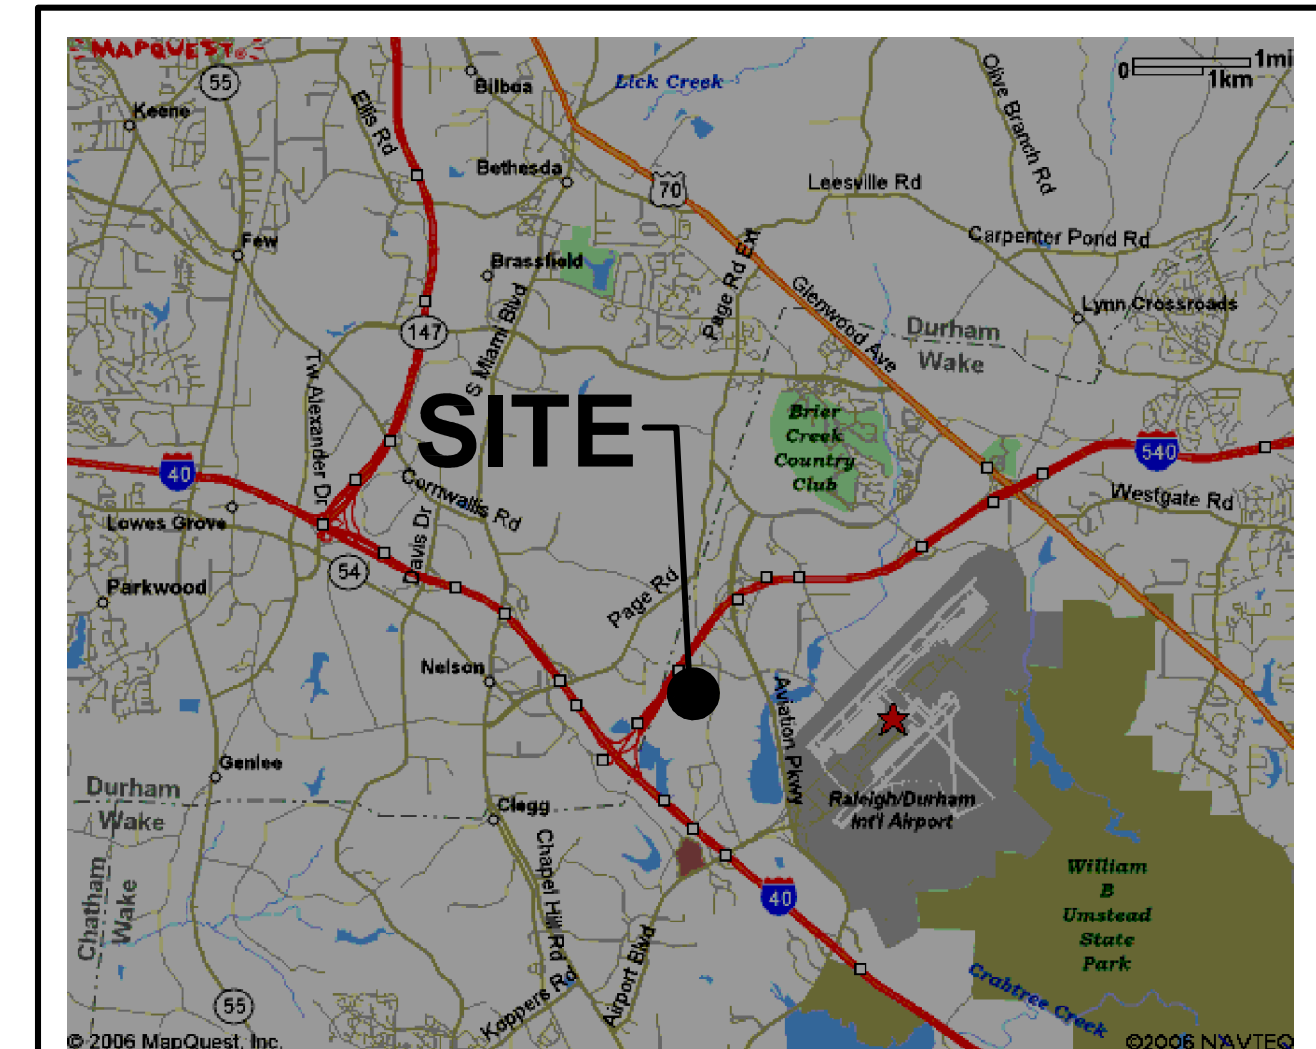 MAPQUEST®
55
Keene
Ellis Rd
Bilboa
Lick Creek
Olive Branch Rd
0 1mi
1km
Bethesda
70
Leesville Rd
Few
Brassfield
Page Rd Ext
Carpenter Pond Rd
Glenwood Ave
Lynn Crossroads
147
S Miami Blvd
Durham
Wake
Tw Alexander Dr
SITE
Brier
Creek
Country
Club
40
540
Cornwallis Rd
Westgate Rd
Lowes Grove
Davis Dr
54
Parkwood
Page Rd
Nelson
Aviation Pkwy
Genlee
Durham
Wake
Clegg
Raleigh/Durham
Int'l Airport
Chapel Hill Rd
William
B
Umstead
State
Park
40
Chatham
Wake
Airport Blvd
Crabtree Creek
55
Koppers Rd
© 2006 MapQuest, Inc.
©2006 NAVTEQ